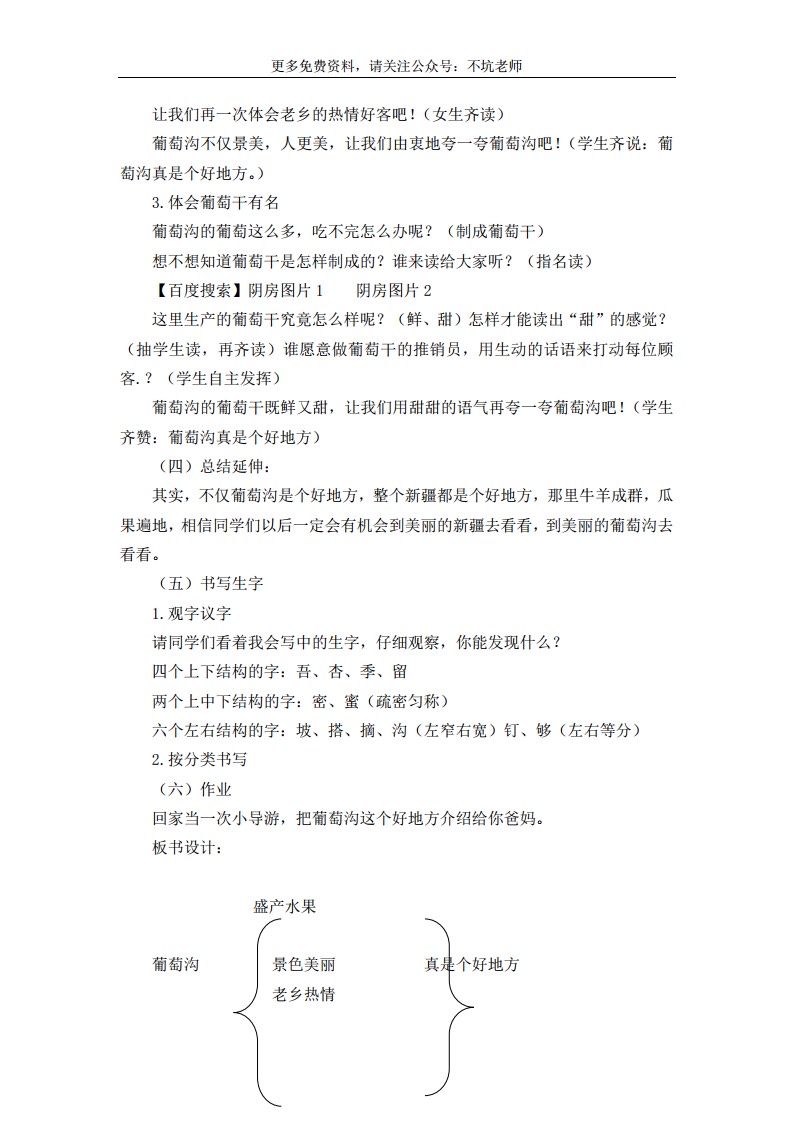 更多免费资料，请关注公众号：不坑老师
让我们再一次体会老乡的热情好客吧！（女生齐读）
葡萄沟不仅景美，人更美，让我们由衷地夸一夸葡萄沟吧！（学生齐说：葡
萄沟真是个好地方。）
3.体会葡萄干有名
葡萄沟的葡萄这么多，吃不完怎么办呢？（制成葡萄干）
想不想知道葡萄干是怎样制成的？谁来读给大家听？（指名读）
【百度搜索】阴房图片1　　阴房图片2
这里生产的葡萄干究竟怎么样呢？（鲜、甜）怎样才能读出“甜”的感觉？
（抽学生读，再齐读）谁愿意做葡萄干的推销员，用生动的话语来打动每位顾
客.？（学生自主发挥）
葡萄沟的葡萄干既鲜又甜，让我们用甜甜的语气再夸一夸葡萄沟吧！（学生
齐赞：葡萄沟真是个好地方）
（四）总结延伸：
其实，不仅葡萄沟是个好地方，整个新疆都是个好地方，那里牛羊成群，瓜
果遍地，相信同学们以后一定会有机会到美丽的新疆去看看，到美丽的葡萄沟去
看看。
（五）书写生字
1.观字议字
请同学们看着我会写中的生字，仔细观察，你能发现什么？
四个上下结构的字：吾、杏、季、留
两个上中下结构的字：密、蜜（疏密匀称）
六个左右结构的字：坡、搭、摘、沟（左窄右宽）钉、够（左右等分）
2.按分类书写
（六）作业
回家当一次小导游，把葡萄沟这个好地方介绍给你爸妈。
板书设计：
盛产水果
葡萄沟　　景色美丽　　真是个好地方
老乡热情